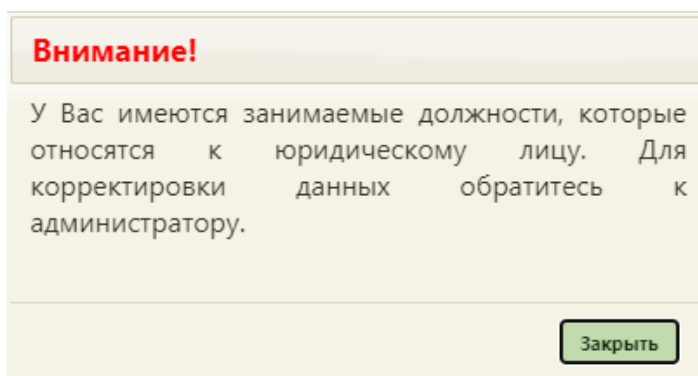 Внимание!
У Вас имеются занимаемые должности, которые
относятся к юридическому лицу. Для
корректировки данных обратитесь к
администратору.
Закрыть